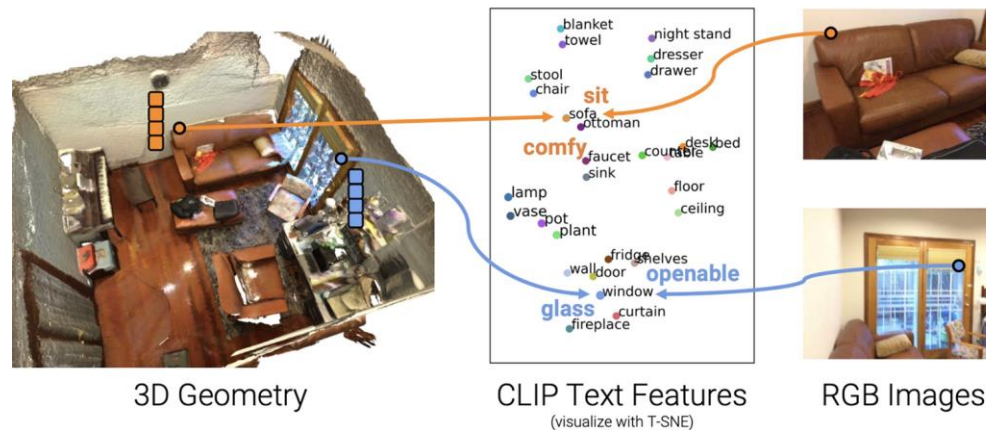 blanket
towel
night stand
dresser
drawer
stool
chair
sit
sofa
ottoman
comfy
faucet
sink
counter
table
desk
bed
lamp
vase
pot
plant
floor
ceiling
fridge
shelves
wall
door
openable
window
glass
curtain
fireplace
3D Geometry
CLIP Text Features
(visualize with T-SNE)
RGB Images